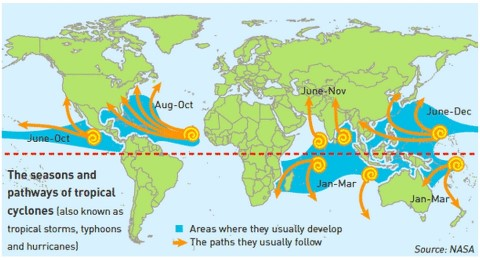 June-Nov
Aug-Oct
June-Dec
June-Oct
The seasons and
pathways of tropical
cyclones (also known as
tropical storms, typhoons
and hurricanes)
Jan-Mar
Jan-Mar
Areas where they usually develop
The paths they usually follow
Source: NASA